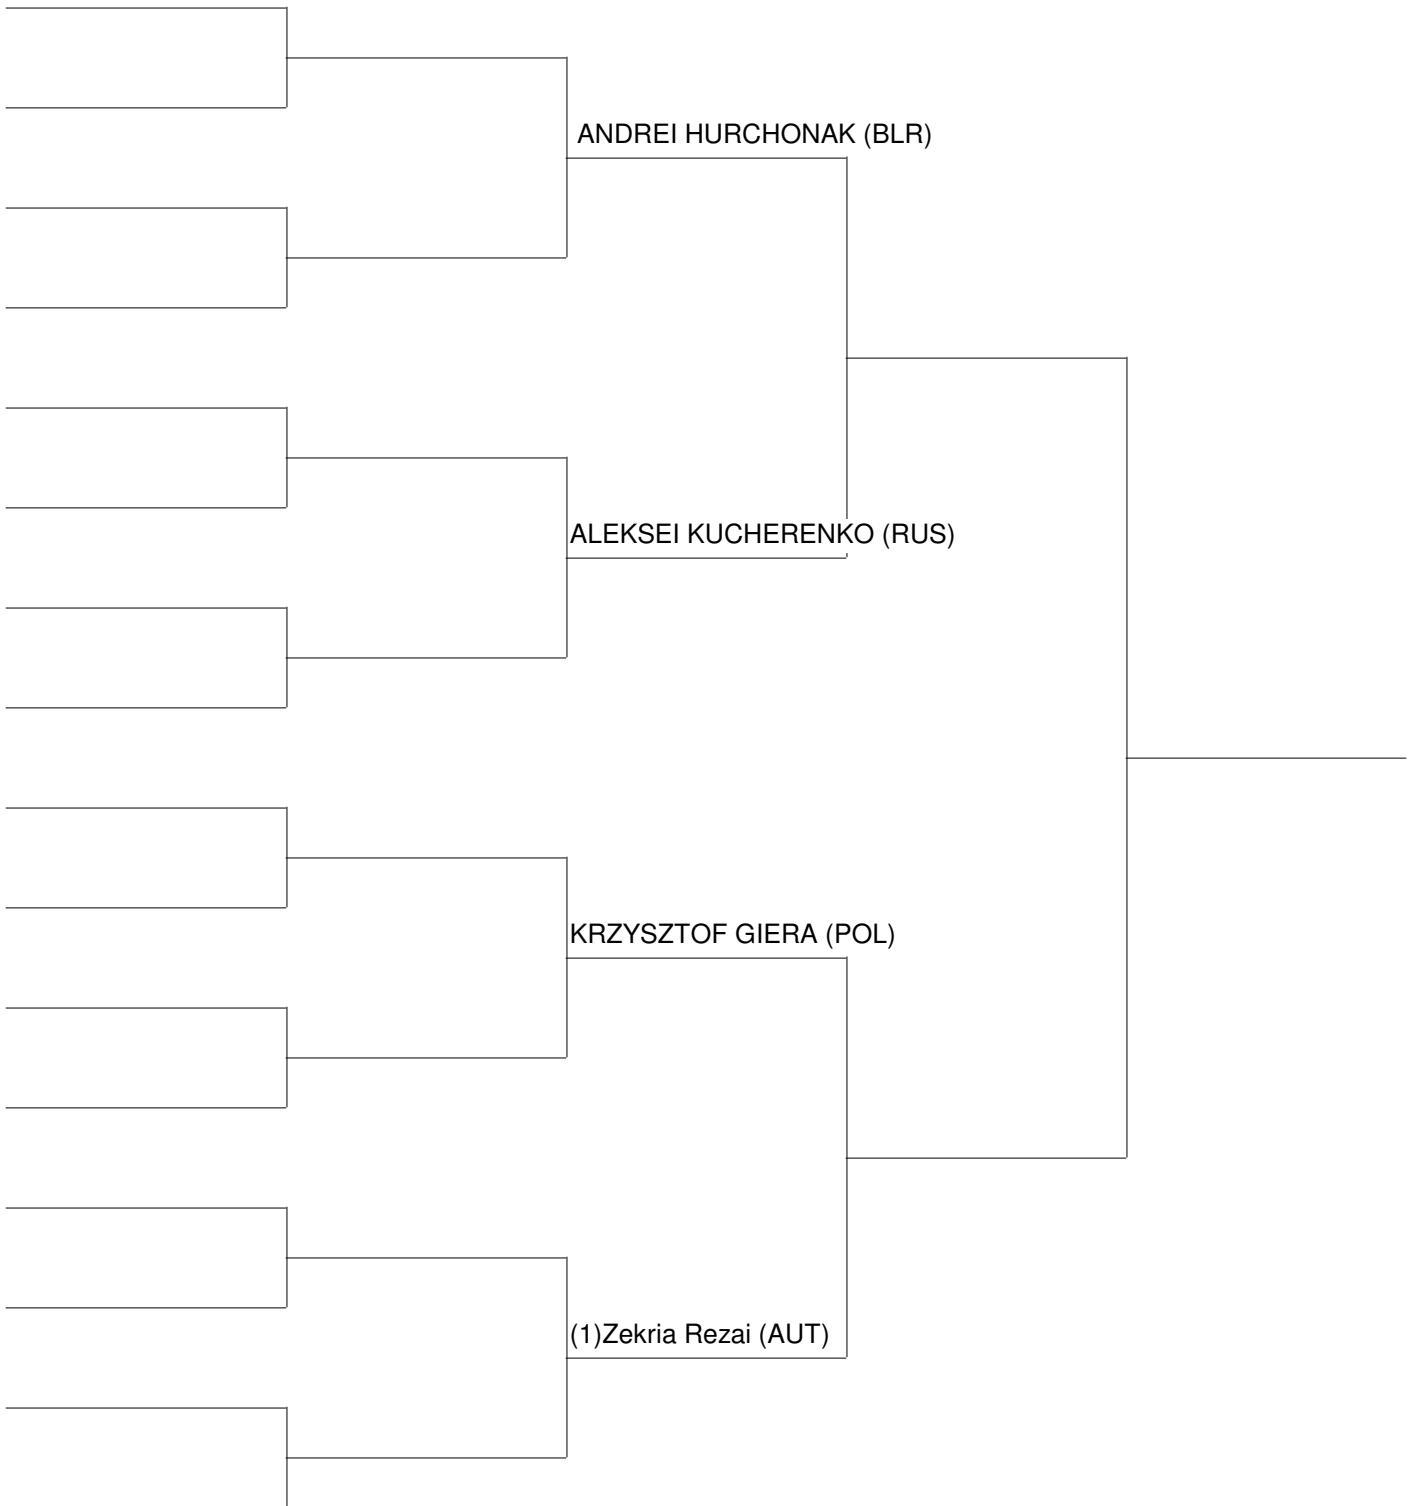 ANDREI HURCHONAK (BLR)
ALEKSEI KUCHERENKO (RUS)
KRZYSZTOF GIERA (POL)
(1)Zekria Rezai (AUT)